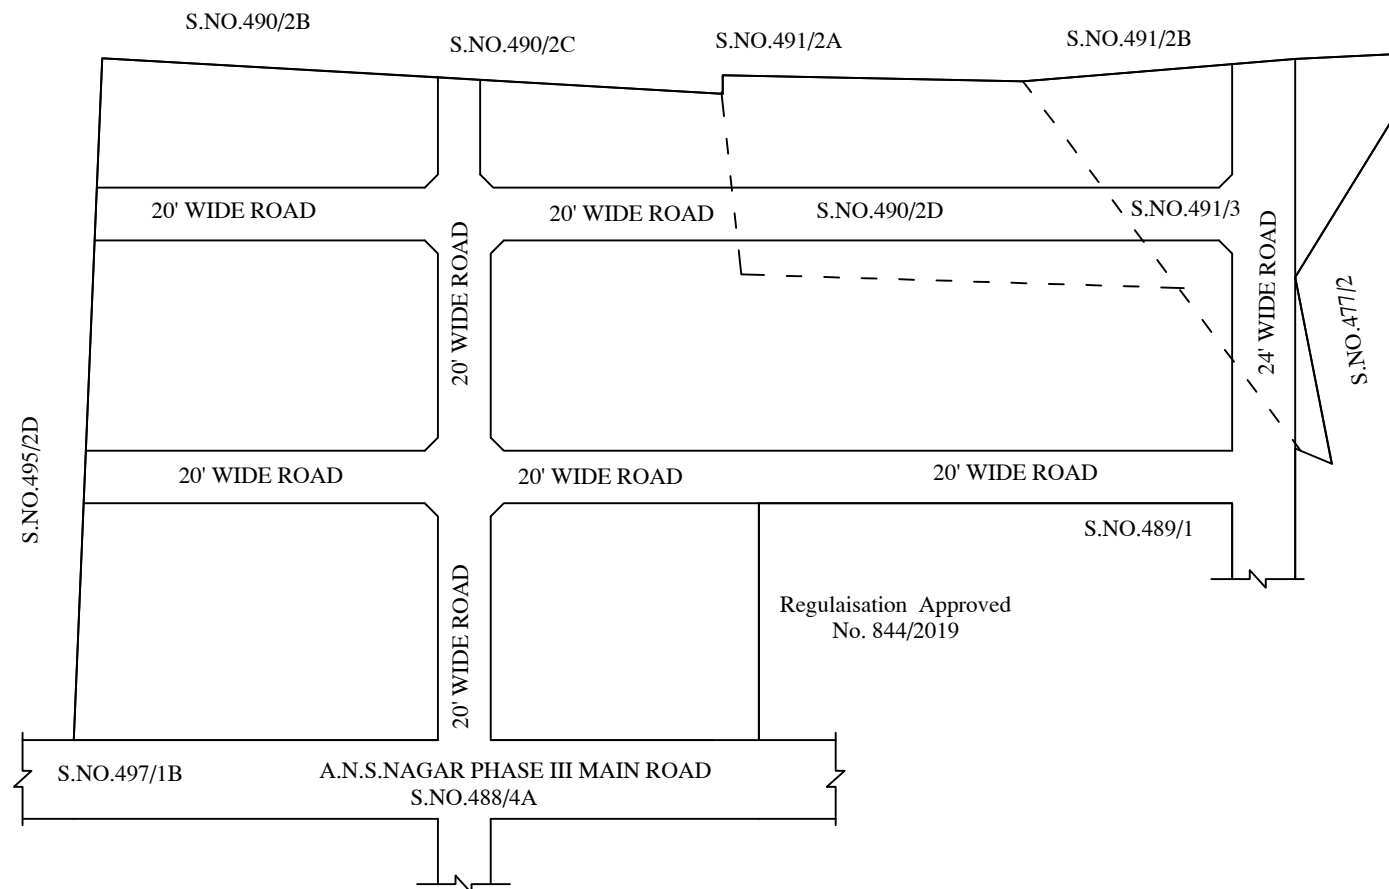 S.NO.490/2B
S.NO.490/2C
S.NO.491/2A
S.NO.491/2B
20' WIDE ROAD
20' WIDE ROAD
S.NO.490/2D
S.NO.491/3
20' WIDE ROAD
24' WIDE ROAD
S.NO.477/2
S.NO.495/2D
20' WIDE ROAD
20' WIDE ROAD
20' WIDE ROAD
S.NO.489/1
20' WIDE ROAD
Regulaisation Approved
No. 844/2019
S.NO.497/1B
A.N.S.NAGAR PHASE III MAIN ROAD
S.NO.488/4A